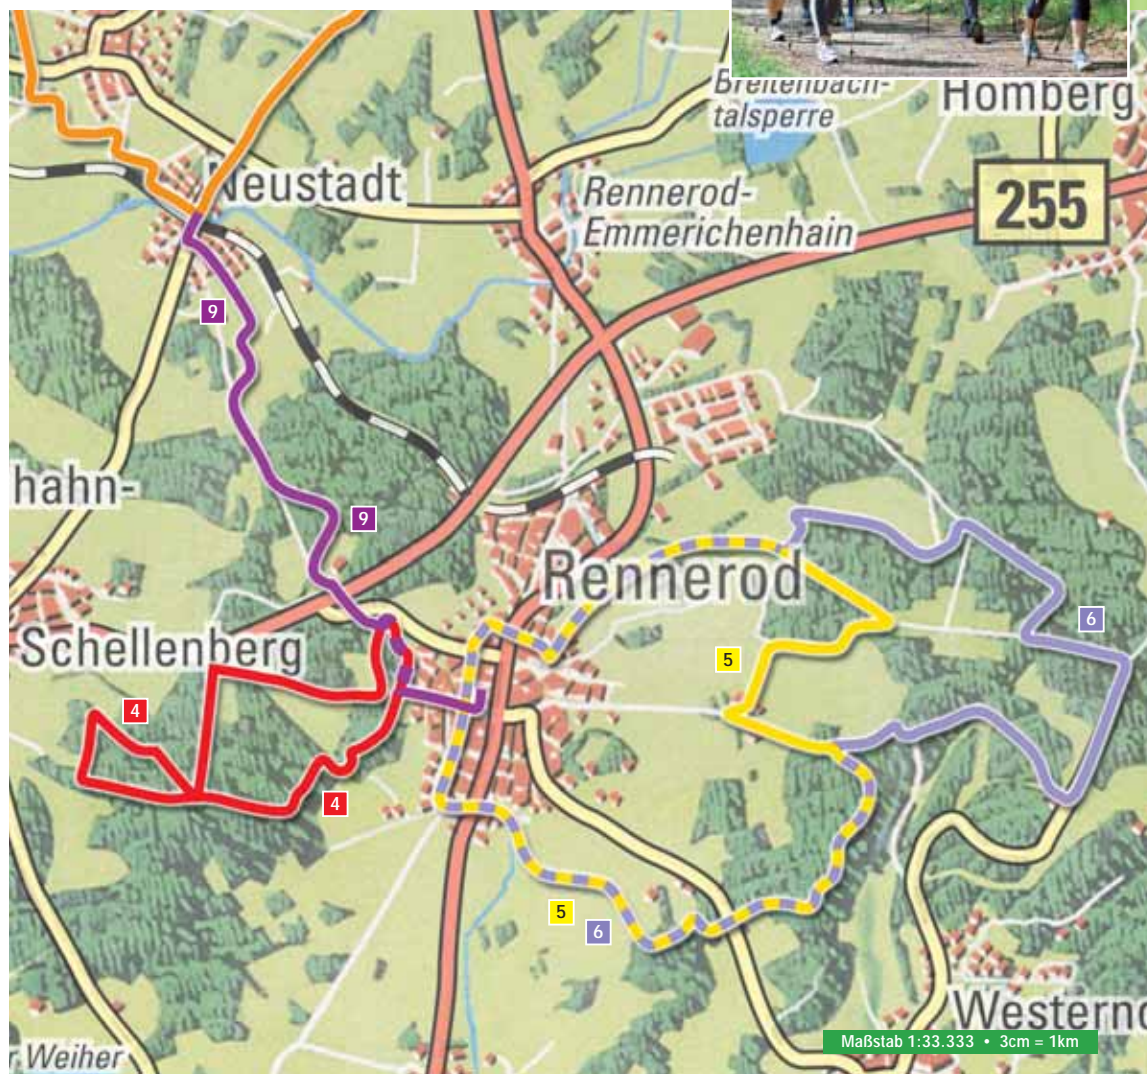 Breitenbach-
talsperre
Homberg
Neustadt
Rennerod-
Emmerichenhain
255
9
hahn-
9
Rennerod
Schellenberg
6
5
4
4
5
6
Westerno
r Weiher
Maßstab 1:33.333 • 3cm = 1km